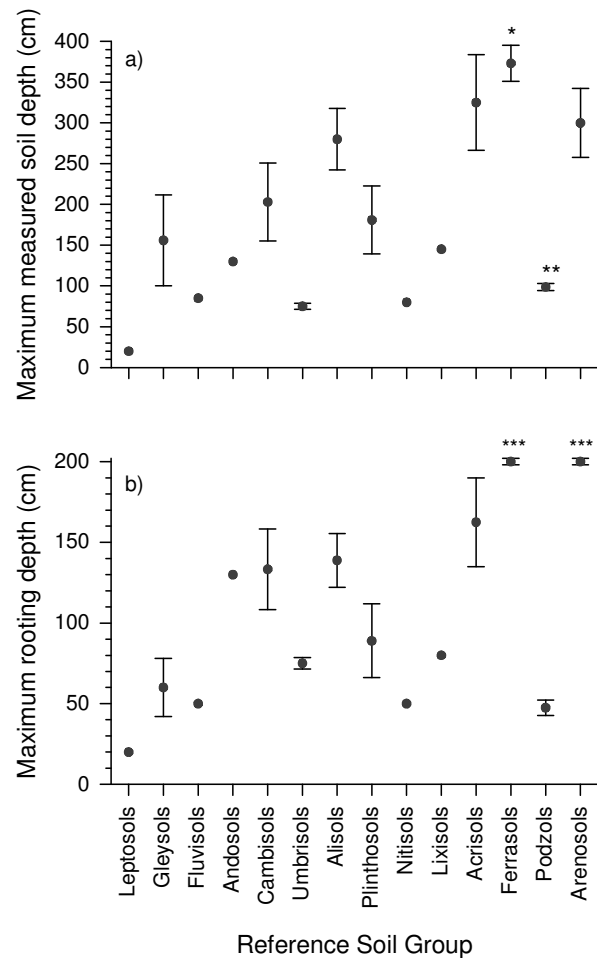 Maximum measured soil depth (cm)
a)
400
350
300
250
200
150
100
50
0
*
**
Maximum rooting depth (cm)
b)
200
150
100
50
0
***
***
Leptosols
Gleysols
Fluvisols
Andosols
Cambisols
Umbrisols
Alisols
Plinthosols
Nitisols
Lixisols
Acrisols
Ferrasols
Podzols
Arenosols
Reference Soil Group